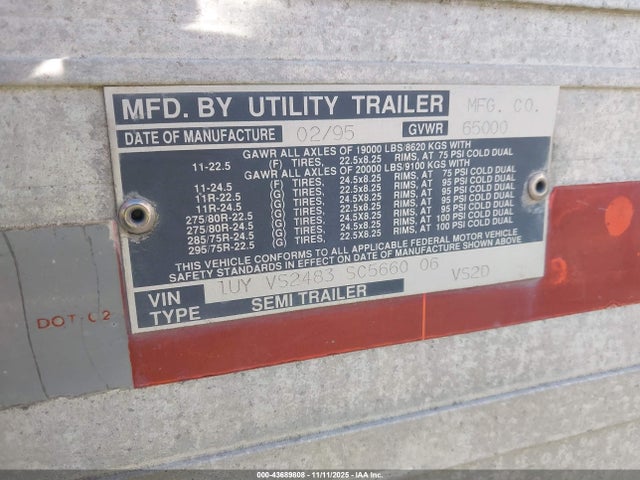 MFD. BY UTILITY TRAILER MFG. CO.
DATE OF MANUFACTURE 02/95 GVWR 65000
GAWR ALL AXLES OF 19000 LBS/8620 KGS WITH
11-22.5 (F) TIRES, 22.5x8.25 RIMS, AT 75 PSI COLD DUAL
GAWR ALL AXLES OF 20000 LBS/9100 KGS WITH
11-24.5 (F) TIRES, 24.5x8.25 RIMS, AT 75 PSI COLD DUAL
11R-22.5 (G) TIRES, 22.5x8.25 RIMS, AT 95 PSI COLD DUAL
11R-24.5 (G) TIRES, 24.5x8.25 RIMS, AT 95 PSI COLD DUAL
275/80R-22.5 (G) TIRES, 22.5x8.25 RIMS, AT 95 PSI COLD DUAL
275/80R-24.5 (G) TIRES, 24.5x8.25 RIMS, AT 95 PSI COLD DUAL
285/75R-24.5 (G) TIRES, 24.5x8.25 RIMS, AT 100 PSI COLD DUAL
295/75R-22.5 (G) TIRES, 22.5x8.25 RIMS, AT 100 PSI COLD DUAL
THIS VEHICLE CONFORMS TO ALL APPLICABLE FEDERAL MOTOR VEHICLE
SAFETY STANDARDS IN EFFECT ON DATE OF MANUFACTURE SHOWN ABOVE
VIN 1UY VS2483 SC5660 06 VS2D
TYPE SEMI TRAILER
DOT-C2
000-43689808 - 11/11/2025 - COPART, INC.